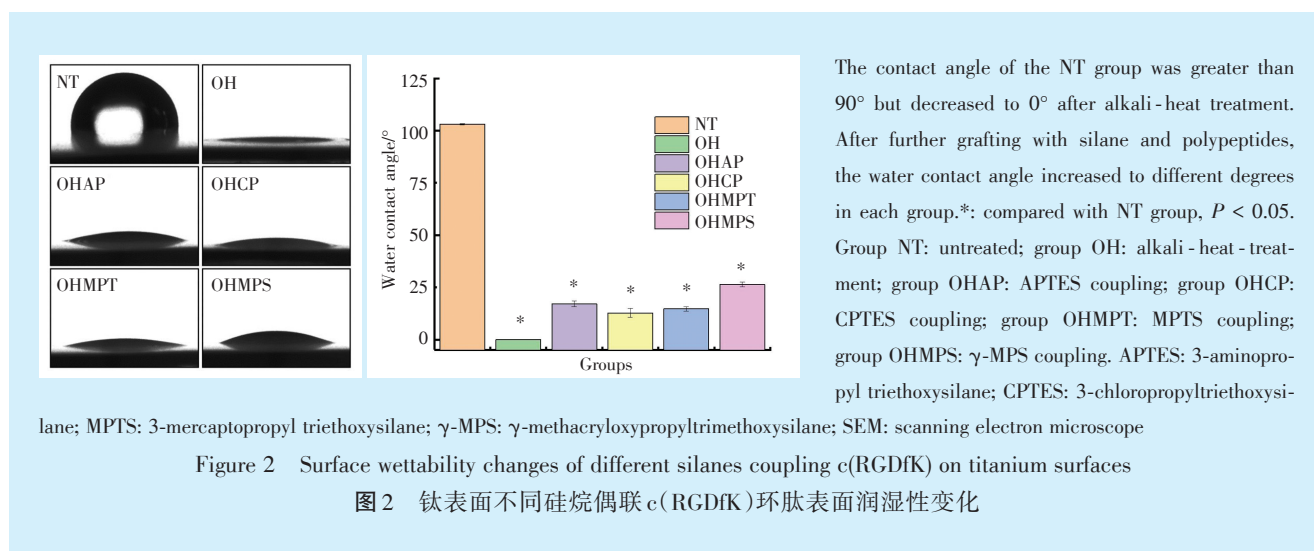 NT
OH
OHAP
OHCP
OHMPT
OHMPS
125
100
75
50
25
0
Water contact angle/°
NT
OH
OHAP
OHCP
OHMPT
OHMPS
*
*
*
*
*
Groups
The contact angle of the NT group was greater than
90° but decreased to 0° after alkali-heat treatment.
After further grafting with silane and polypeptides,
the water contact angle increased to different degrees
in each group.*: compared with NT group, P < 0.05.
Group NT: untreated; group OH: alkali-heat-treat-
ment; group OHAP: APTES coupling; group OHCP:
CPTES coupling; group OHMPT: MPTS coupling;
group OHMPS: γ-MPS coupling. APTES: 3-aminopro-
pyl triethoxysilane; CPTES: 3-chloropropyltriethoxysi-
lane; MPTS: 3-mercaptopropyl triethoxysilane; γ-MPS: γ-methacryloxypropyltrimethoxysilane; SEM: scanning electron microscope
Figure 2 Surface wettability changes of different silanes coupling c(RGDfK) on titanium surfaces
图2 钛表面不同硅烷偶联c(RGDfK)环肽表面润湿性变化